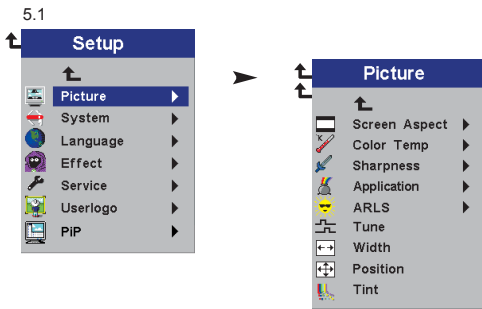 5.1
Setup
Picture
System
Language
Effect
Service
Userlogo
PiP
Picture
Screen Aspect
°K
Color Temp
Sharpness
Application
ARLS
Tune
Width
Position
Tint